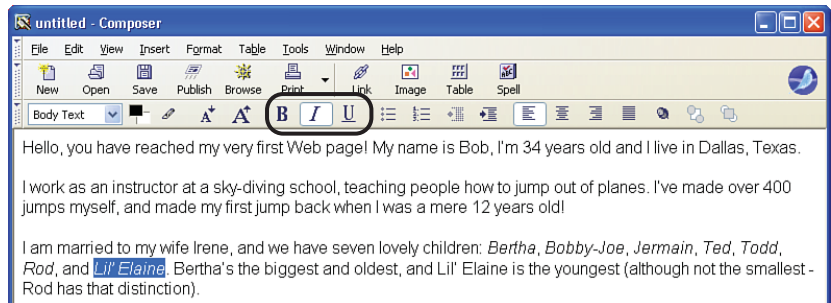 untitled - Composer
File Edit View Insert Format Table Tools Window Help
New Open Save Publish Browse Print Link Image Table Spell
Body Text B I U
Hello, you have reached my very first Web page! My name is Bob, I'm 34 years old and I live in Dallas, Texas.
I work as an instructor at a sky-diving school, teaching people how to jump out of planes. I've made over 400
jumps myself, and made my first jump back when I was a mere 12 years old!
I am married to my wife Irene, and we have seven lovely children: Bertha, Bobby-Joe, Jermain, Ted, Todd,
Rod, and Lil' Elaine. Bertha's the biggest and oldest, and Lil' Elaine is the youngest (although not the smallest -
Rod has that distinction).